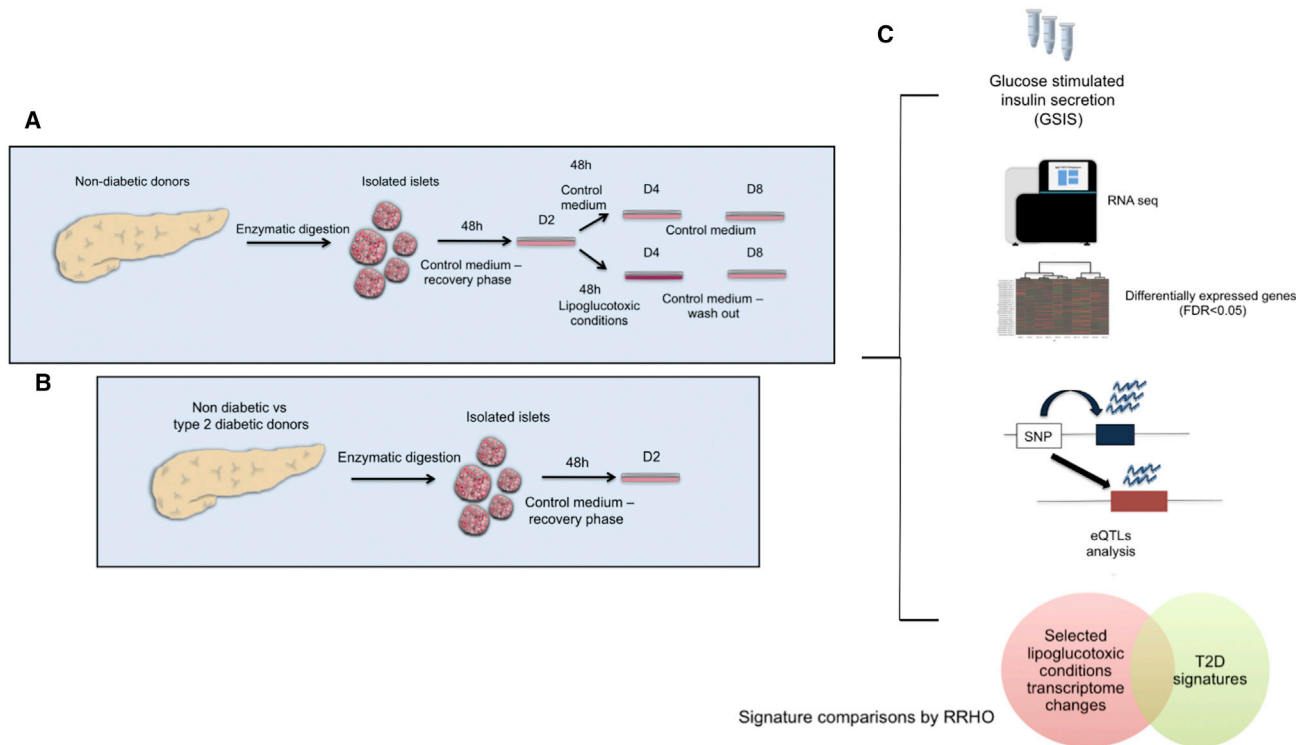 A
Non-diabetic donors
Enzymatic digestion
Isolated islets
48h
Control medium –
recovery phase
D2
48h
Control
medium
D4
D8
Control medium
48h
Lipoglucotoxic
conditions
D4
D8
Control medium –
wash out
B
Non diabetic vs
type 2 diabetic donors
Enzymatic digestion
Isolated islets
48h
Control medium –
recovery phase
D2
C
Glucose stimulated
insulin secretion
(GSIS)
RNA seq
Differentially expressed genes
(FDR<0.05)
SNP
eQTLs
analysis
Selected
lipoglucotoxic
conditions
transcriptome
changes
T2D
signatures
Signature comparisons by RRHO